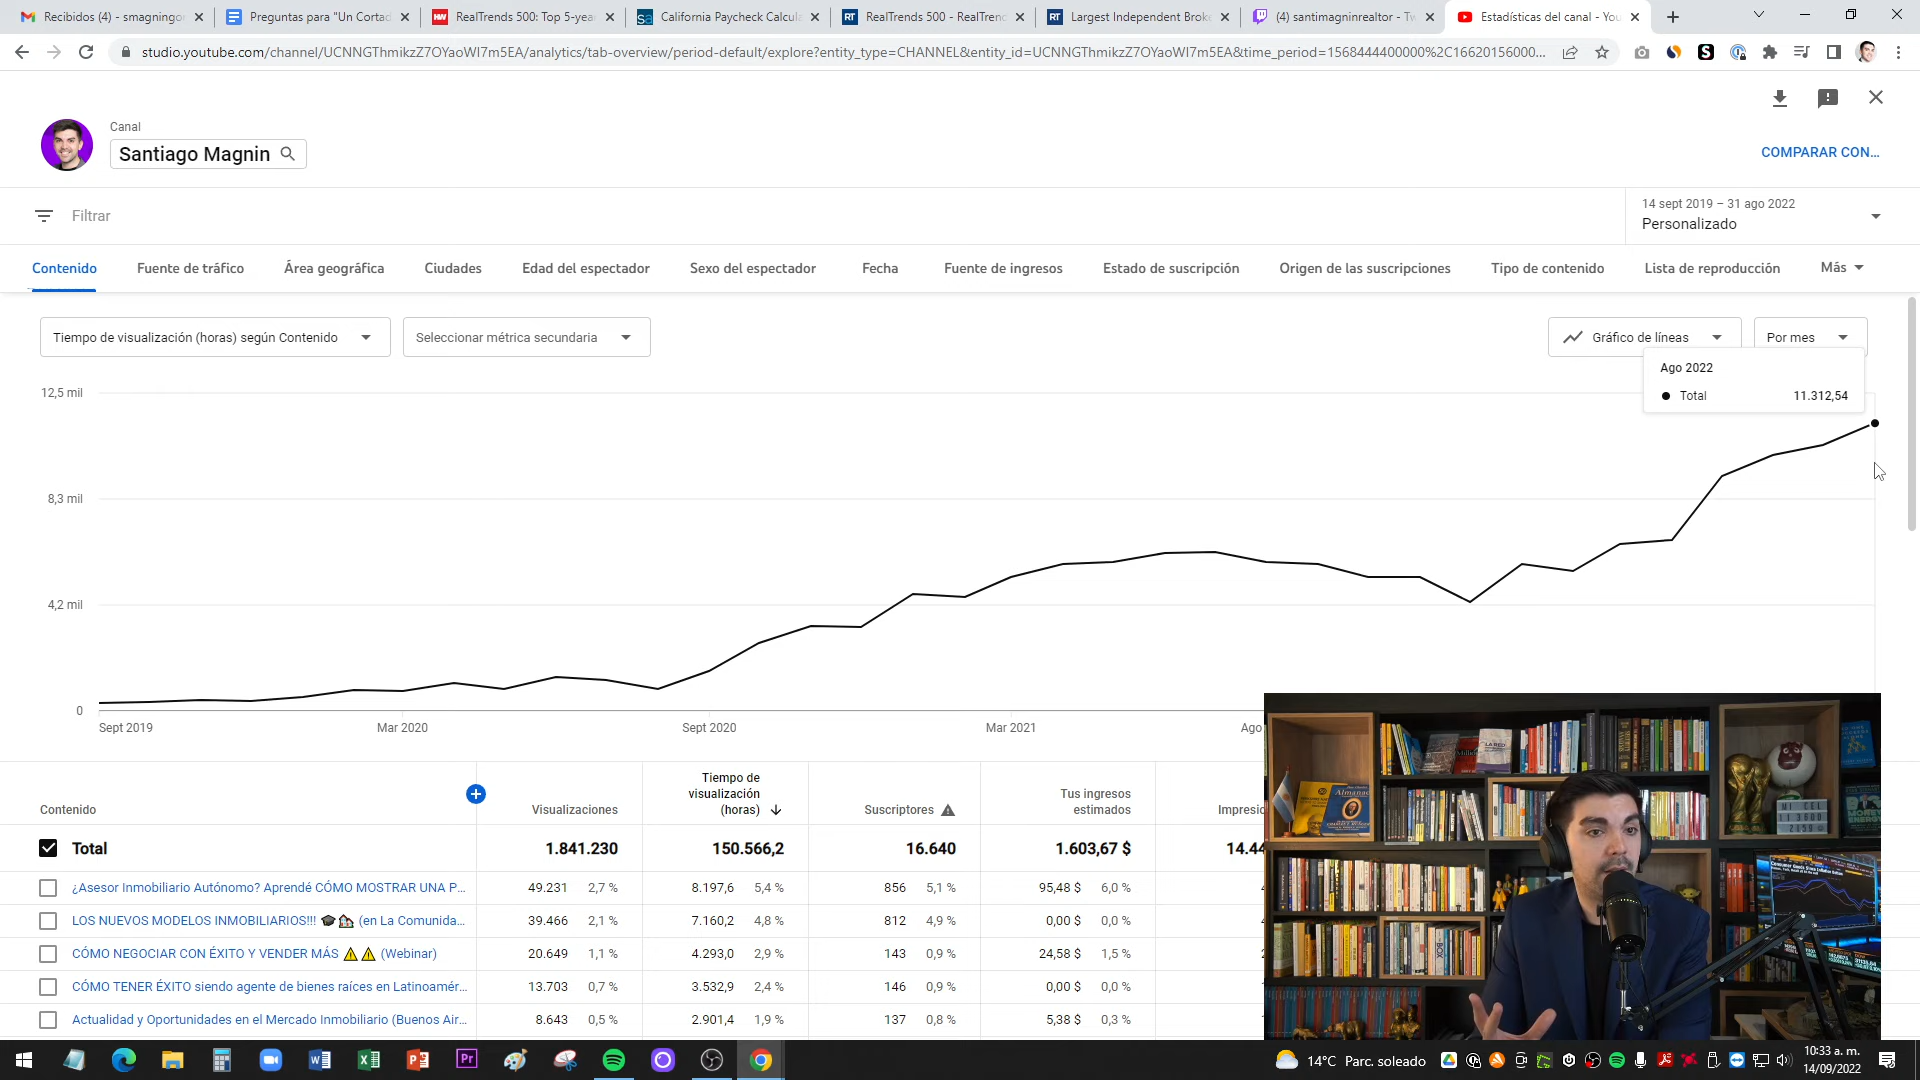 Recibidos (4) - smagningor
Preguntas para "Un Cortad
RealTrends 500: Top 5-yea
California Paycheck Calcula
RealTrends 500 - RealTrend
Largest Independent Broke
(4) santimagninrealtor - Tw
Estadísticas del canal - You
studio.youtube.com/channel/UCNNGThmikzZ7OYaoWI7m5EA/analytics/tab-overview/period-default/explore?entity_type=CHANNEL&entity_id=UCNNGThmikzZ7OYaoWI7m5EA&time_period=1568444400000%2C16620156000...
Canal
Santiago Magnin
COMPARAR CON...
Filtrar
14 sept 2019 – 31 ago 2022
Personalizado
Contenido
Fuente de tráfico
Área geográfica
Ciudades
Edad del espectador
Sexo del espectador
Fecha
Fuente de ingresos
Estado de suscripción
Origen de las suscripciones
Tipo de contenido
Lista de reproducción
Más
Tiempo de visualización (horas) según Contenido
Seleccionar métrica secundaria
Gráfico de líneas
Por mes
Ago 2022
Total 11.312,54
12,5 mil
8,3 mil
4,2 mil
0
Sept 2019
Mar 2020
Sept 2020
Mar 2021
Ago
Contenido
Visualizaciones
Tiempo de
visualización
(horas)
Suscriptores
Tus ingresos
estimados
Impresio
Total 1.841.230 150.566,2 16.640 1.603,67 $ 14.44
¿Asesor Inmobiliario Autónomo? Aprendé CÓMO MOSTRAR UNA P... 49.231 2,7 % 8.197,6 5,4 % 856 5,1 % 95,48 $ 6,0 %
LOS NUEVOS MODELOS INMOBILIARIOS!!! 🎓🏡 (en La Comunida... 39.466 2,1 % 7.160,2 4,8 % 812 4,9 % 0,00 $ 0,0 %
CÓMO NEGOCIAR CON ÉXITO Y VENDER MÁS ⚠️⚠️ (Webinar) 20.649 1,1 % 4.293,0 2,9 % 143 0,9 % 24,58 $ 1,5 %
CÓMO TENER ÉXITO siendo agente de bienes raíces en Latinoamér... 13.703 0,7 % 3.532,9 2,4 % 146 0,9 % 0,00 $ 0,0 %
Actualidad y Oportunidades en el Mercado Inmobiliario (Buenos Air... 8.643 0,5 % 2.901,4 1,9 % 137 0,8 % 5,38 $ 0,3 %
14°C Parc. soleado
10:33 a. m.
14/09/2022